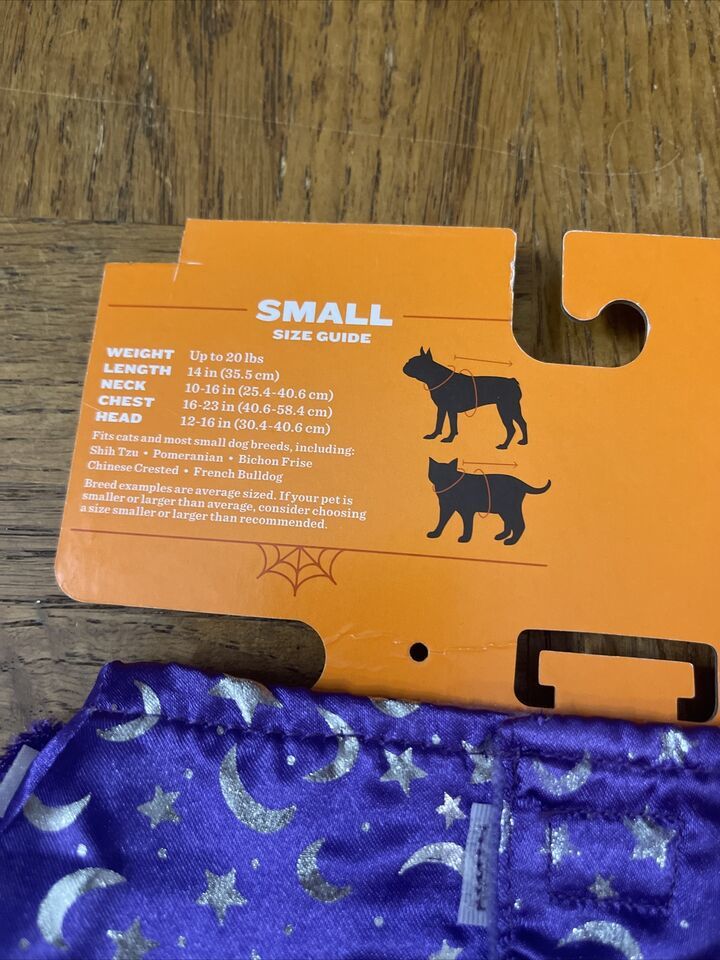 SMALL
SIZE GUIDE
WEIGHT Up to 20 lbs
LENGTH 14 in (35.5 cm)
NECK 10-16 in (25.4-40.6 cm)
CHEST 16-23 in (40.6-58.4 cm)
HEAD 12-16 in (30.4-40.6 cm)
Fits cats and most small dog breeds, including:
Shih Tzu • Pomeranian • Bichon Frise
Chinese Crested • French Bulldog
Breed examples are average sized. If your pet is
smaller or larger than average, consider choosing
a size smaller or larger than recommended.